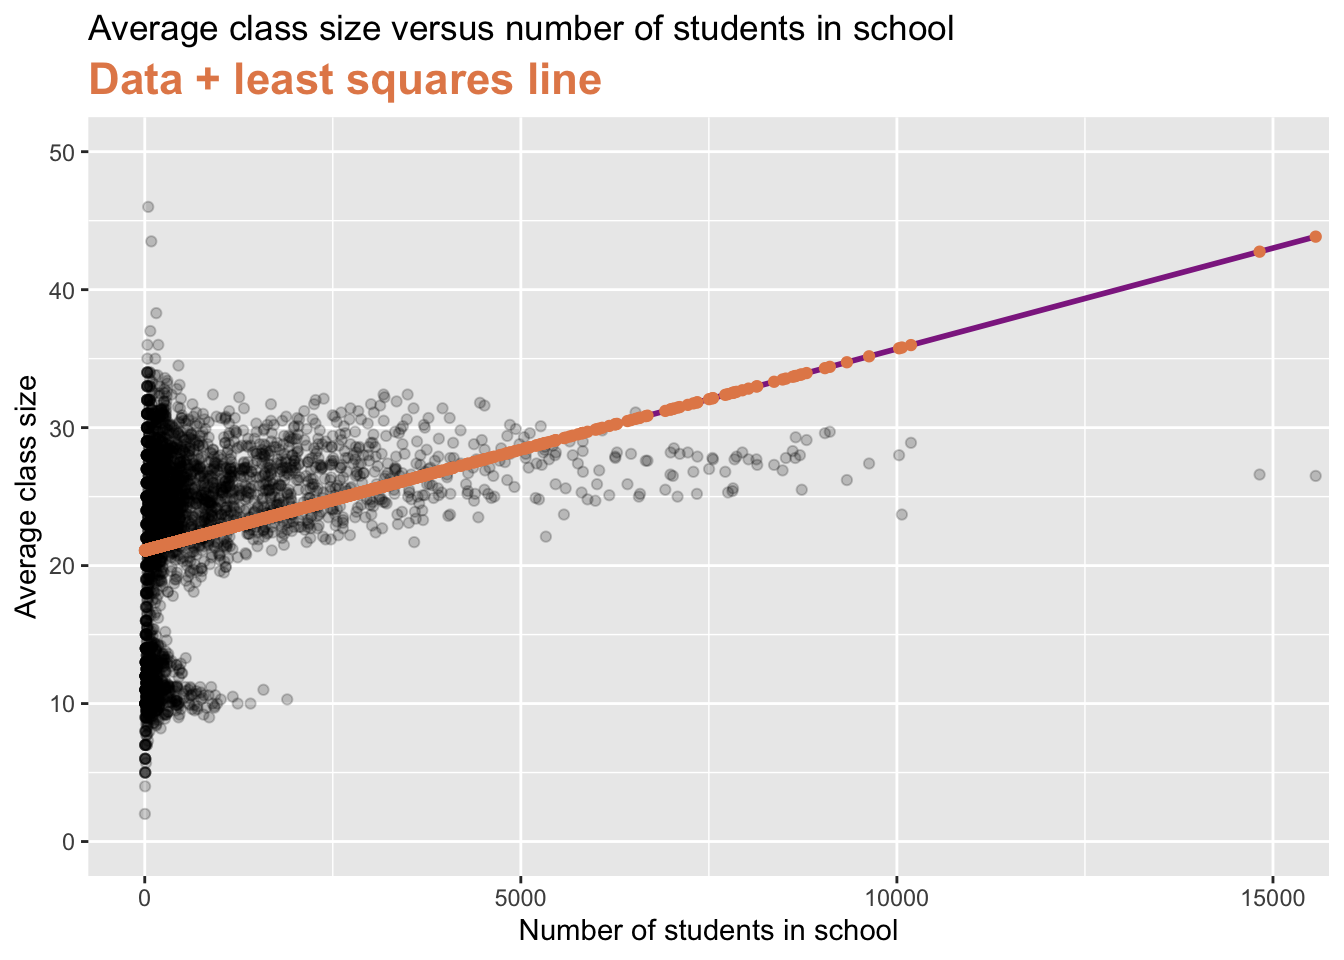 Average class size versus number of students in school
Data + least squares line
50
40
30
20
10
0
Average class size
0 5000 10000 15000
Number of students in school